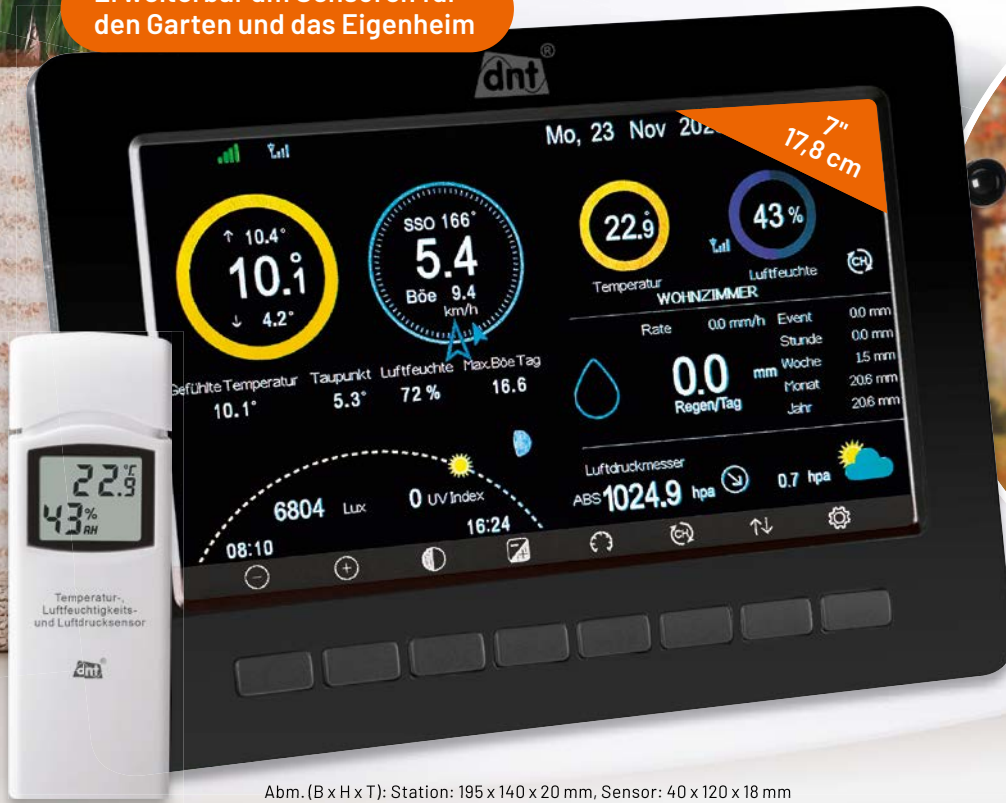 den Garten und das Eigenheim
dnt®
Mo, 23 Nov
7"
17,8 cm
↑ 10.4°
10.1°
↓ 4.2°
SSO 166°
5.4
Böe 9.4
km/h
22.9°
Temperatur
43 %
Luftfeuchte
CH
WOHNZIMMER
Gefühlte Temperatur
10.1°
Taupunkt
5.3°
Luftfeuchte
72 %
Max.Böe Tag
16.6
Rate 0.0 mm/h
0.0 mm
Regen/Tag
Event 0.0 mm
Stunde 0.0 mm
Woche 1.5 mm
Monat 20.6 mm
Jahr 20.6 mm
6804 Lux
0 UV Index
08:10
16:24
Luftdruckmesser
ABS 1024.9 hpa
0.7 hpa
CH
22.9 °C
43 % RH
Temperatur-,
Luftfeuchtigkeits-
und Luftdrucksensor
dnt®
Abm. (B x H x T): Station: 195 x 140 x 20 mm, Sensor: 40 x 120 x 18 mm